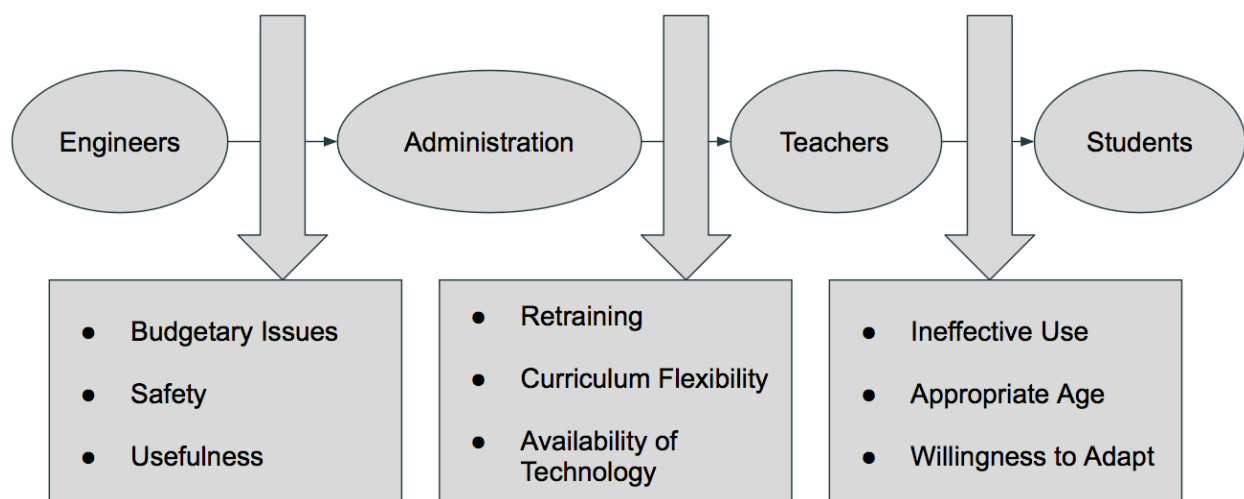 Engineers
Administration
Teachers
Students
● Budgetary Issues
● Safety
● Usefulness
● Retraining
● Curriculum Flexibility
● Availability of
Technology
● Ineffective Use
● Appropriate Age
● Willingness to Adapt